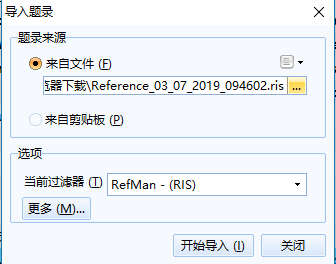 导入题录
题录来源
来自文件 (F)
览器下载\Reference_03_07_2019_094602.ris
...
来自剪贴板 (P)
选项
当前过滤器 (T) RefMan - (RIS)
更多 (M)...
开始导入 (I) 关闭